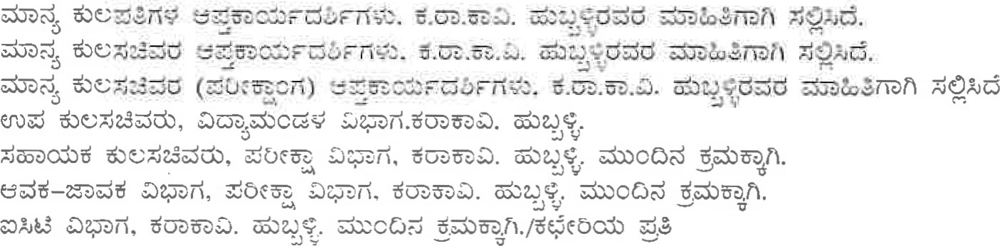 ಮಾನ್ಯ ಕುಲಪತಿಗಳ ಆಪ್ತಕಾರ್ಯದರ್ಶಿಗಳು. ಕ.ರಾ.ಕಾವಿ. ಹುಬ್ಬಳ್ಳಿರವರ ಮಾಹಿತಿಗಾಗಿ ಸಲ್ಲಿಸಿದೆ.
ಮಾನ್ಯ ಕುಲಸಚಿವರ ಆಪ್ತಕಾರ್ಯದರ್ಶಿಗಳು. ಕ.ರಾ.ಕಾ.ವಿ. ಹುಬ್ಬಳ್ಳಿರವರ ಮಾಹಿತಿಗಾಗಿ ಸಲ್ಲಿಸಿದೆ.
ಮಾನ್ಯ ಕುಲಸಚಿವರ (ಪರೀಕ್ಷಾಂಗ) ಆಪ್ತಕಾರ್ಯದರ್ಶಿಗಳು. ಕ.ರಾ.ಕಾ.ವಿ. ಹುಬ್ಬಳ್ಳಿರವರ ಮಾಹಿತಿಗಾಗಿ ಸಲ್ಲಿಸಿದೆ
ಉಪ ಕುಲಸಚಿವರು, ವಿದ್ಯಾಮಂಡಳ ವಿಭಾಗ.ಕರಾಕಾವಿ. ಹುಬ್ಬಳ್ಳಿ.
ಸಹಾಯಕ ಕುಲಸಚಿವರು, ಪರೀಕ್ಷಾ ವಿಭಾಗ, ಕರಾಕಾವಿ. ಹುಬ್ಬಳ್ಳಿ. ಮುಂದಿನ ಕ್ರಮಕ್ಕಾಗಿ.
ಆವಕ–ಜಾವಕ ವಿಭಾಗ, ಪರೀಕ್ಷಾ ವಿಭಾಗ, ಕರಾಕಾವಿ. ಹುಬ್ಬಳ್ಳಿ. ಮುಂದಿನ ಕ್ರಮಕ್ಕಾಗಿ.
ಐಸಿಟಿ ವಿಭಾಗ, ಕರಾಕಾವಿ. ಹುಬ್ಬಳ್ಳಿ. ಮುಂದಿನ ಕ್ರಮಕ್ಕಾಗಿ./ಕಛೇರಿಯ ಪ್ರತಿ